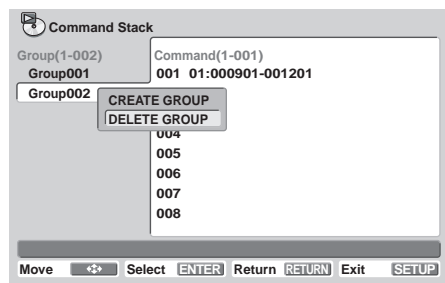 Command Stack
Group(1-002) Command(1-001)
Group001 001 01:000901-001201
Group002
CREATE GROUP
DELETE GROUP
004
005
006
007
008
Move Select ENTER Return RETURN Exit SETUP